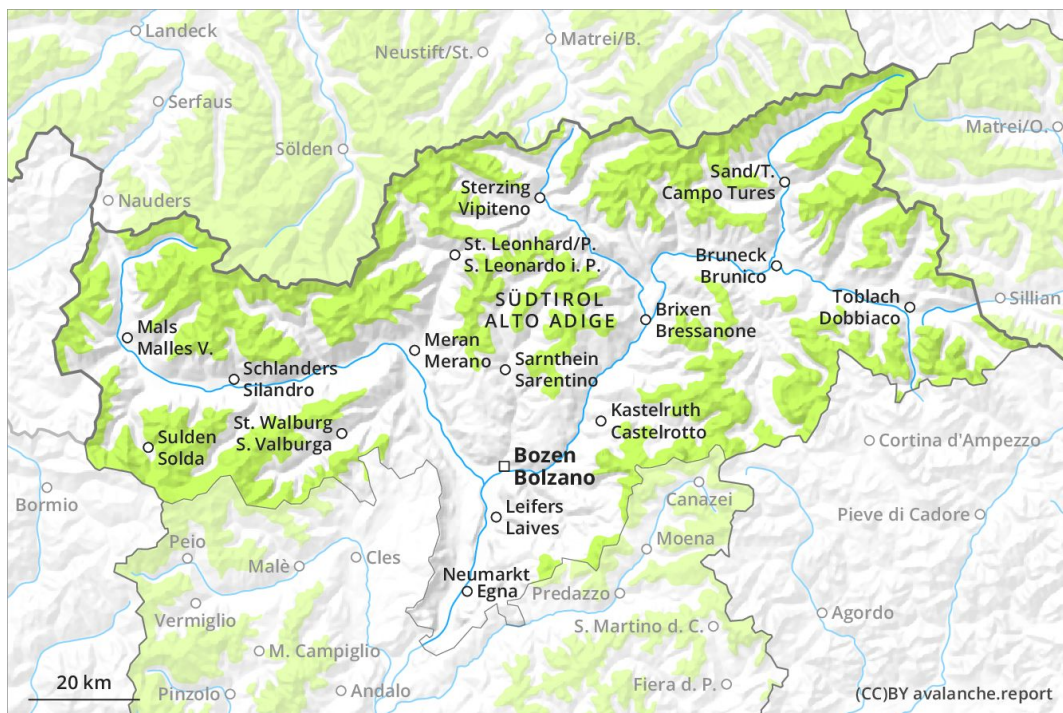 Landeck
Neustift/St.
Matrei/B.
Serfaus
Matrei/O.
Sölden
Nauders
Sterzing
Vipiteno
Sand/T.
Campo Tures
St. Leonhard/P.
S. Leonardo i. P.
Bruneck
Brunico
SÜDTIROL
ALTO ADIGE
Toblach
Dobbiaco
Sillian
Brixen
Bressanone
Mals
Malles V.
Meran
Merano
Schlanders
Silandro
Sarnthein
Sarentino
St. Walburg
S. Valburga
Kastelruth
Castelrotto
Sulden
Solda
Cortina d'Ampezzo
Bozen
Bolzano
Bormio
Canazei
Leifers
Laives
Pieve di Cadore
Peio
Malè
Cles
Moena
Neumarkt
Egna
Predazzo
Vermiglio
Agordo
S. Martino d. C.
M. Campiglio
20 km
Pinzolo
Andalo
Fiera d. P.
(CC)BY avalanche.report